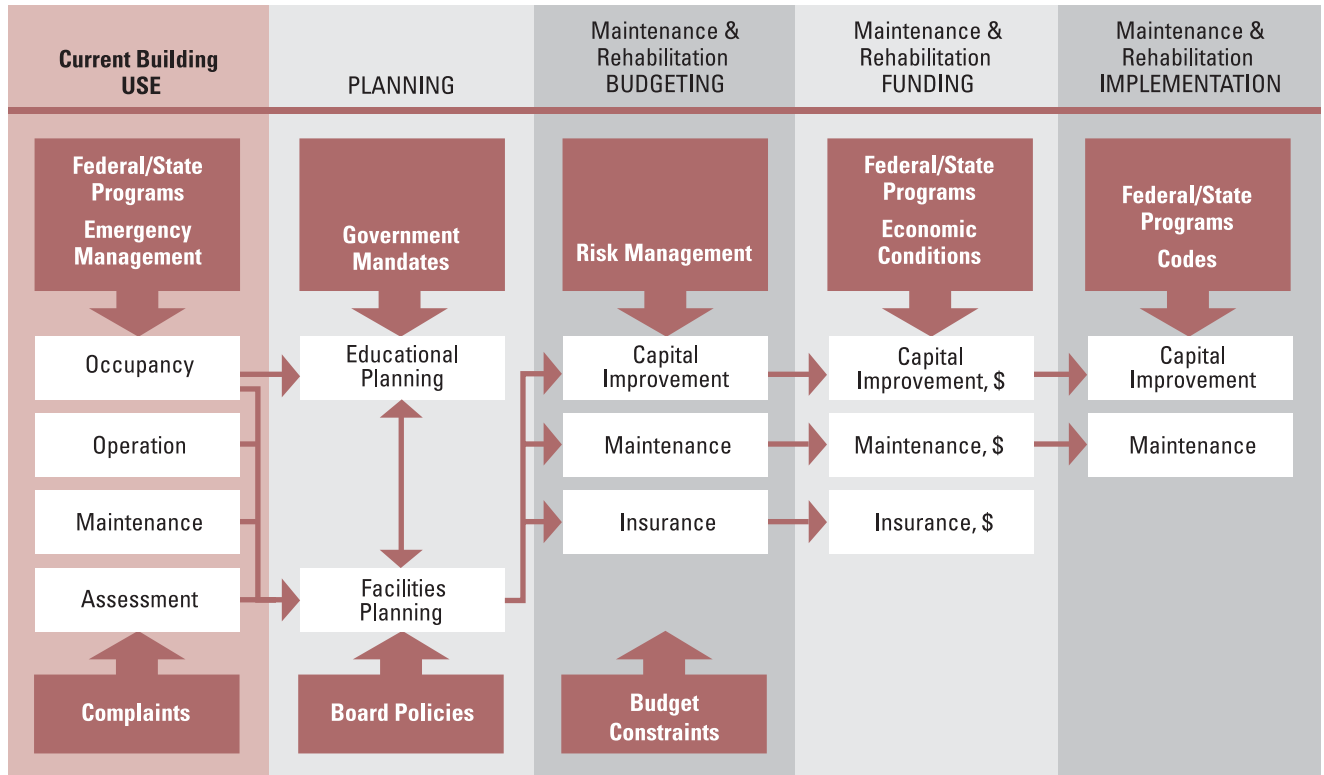 Current Building
USE
PLANNING
Maintenance &
Rehabilitation
BUDGETING
Maintenance &
Rehabilitation
FUNDING
Maintenance &
Rehabilitation
IMPLEMENTATION
Federal/State
Programs
Emergency
Management
Government
Mandates
Risk Management
Federal/State
Programs
Economic
Conditions
Federal/State
Programs
Codes
Occupancy
Operation
Maintenance
Assessment
Educational
Planning
Facilities
Planning
Capital
Improvement
Maintenance
Insurance
Capital
Improvement, $
Maintenance, $
Insurance, $
Capital
Improvement
Maintenance
Complaints
Board Policies
Budget
Constraints